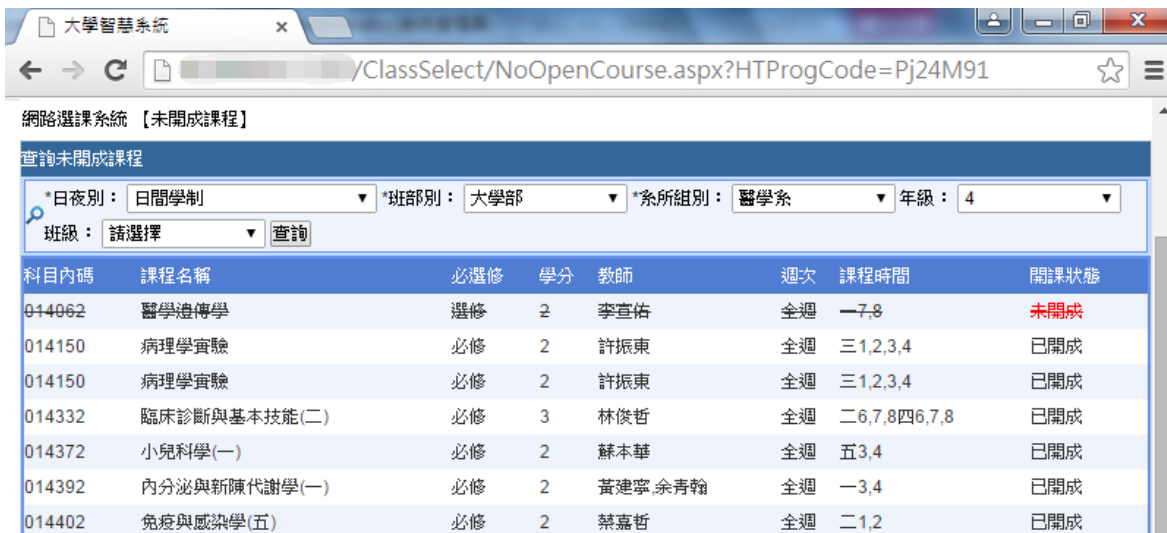 大學智慧系統
/ClassSelect/NoOpenCourse.aspx?HTProgCode=Pj24M91
網路選課系統 【未開成課程】
查詢未開成課程
*日夜別： 日間學制 *班部別： 大學部 *系所組別： 醫學系 年級： 4
班級： 請選擇 查詢
科目內碼 課程名稱 必選修 學分 教師 週次 課程時間 開課狀態
014062 醫學遺傳學 選修 2 李宣佑 全週 一7,8 未開成
014150 病理學實驗 必修 2 許振東 全週 三1,2,3,4 已開成
014150 病理學實驗 必修 2 許振東 全週 三1,2,3,4 已開成
014332 臨床診斷與基本技能(二) 必修 3 林俊哲 全週 二6,7,8四6,7,8 已開成
014372 小兒科學(一) 必修 2 蘇本華 全週 五3,4 已開成
014392 內分泌與新陳代謝學(一) 必修 2 黃建寧,余青翰 全週 一3,4 已開成
014402 免疫與感染學(五) 必修 2 蔡嘉哲 全週 二1,2 已開成